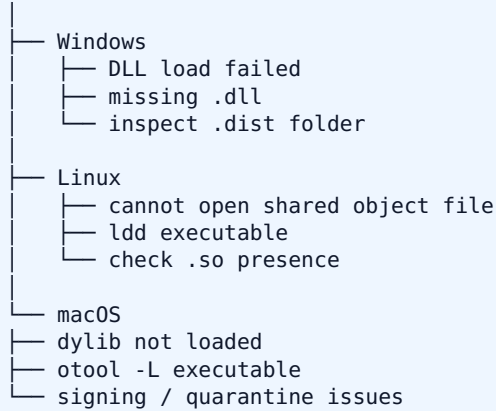 │
├── Windows
│   ├── DLL load failed
│   ├── missing .dll
│   └── inspect .dist folder
│
├── Linux
│   ├── cannot open shared object file
│   ├── ldd executable
│   └── check .so presence
│
└── macOS
├── dylib not loaded
├── otool -L executable
└── signing / quarantine issues